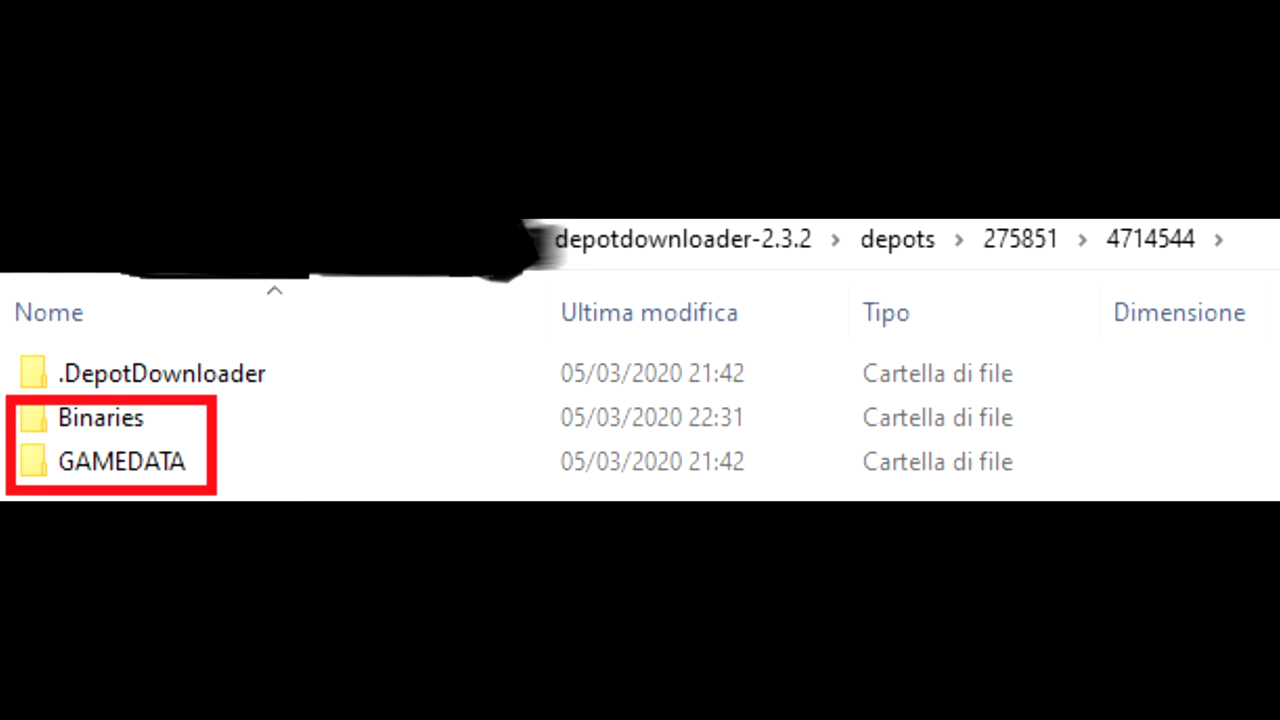 depotdownloader-2.3.2 > depots > 275851 > 4714544 >
Nome Ultima modifica Tipo Dimensione
.DepotDownloader 05/03/2020 21:42 Cartella di file
Binaries 05/03/2020 22:31 Cartella di file
GAMEDATA 05/03/2020 21:42 Cartella di file